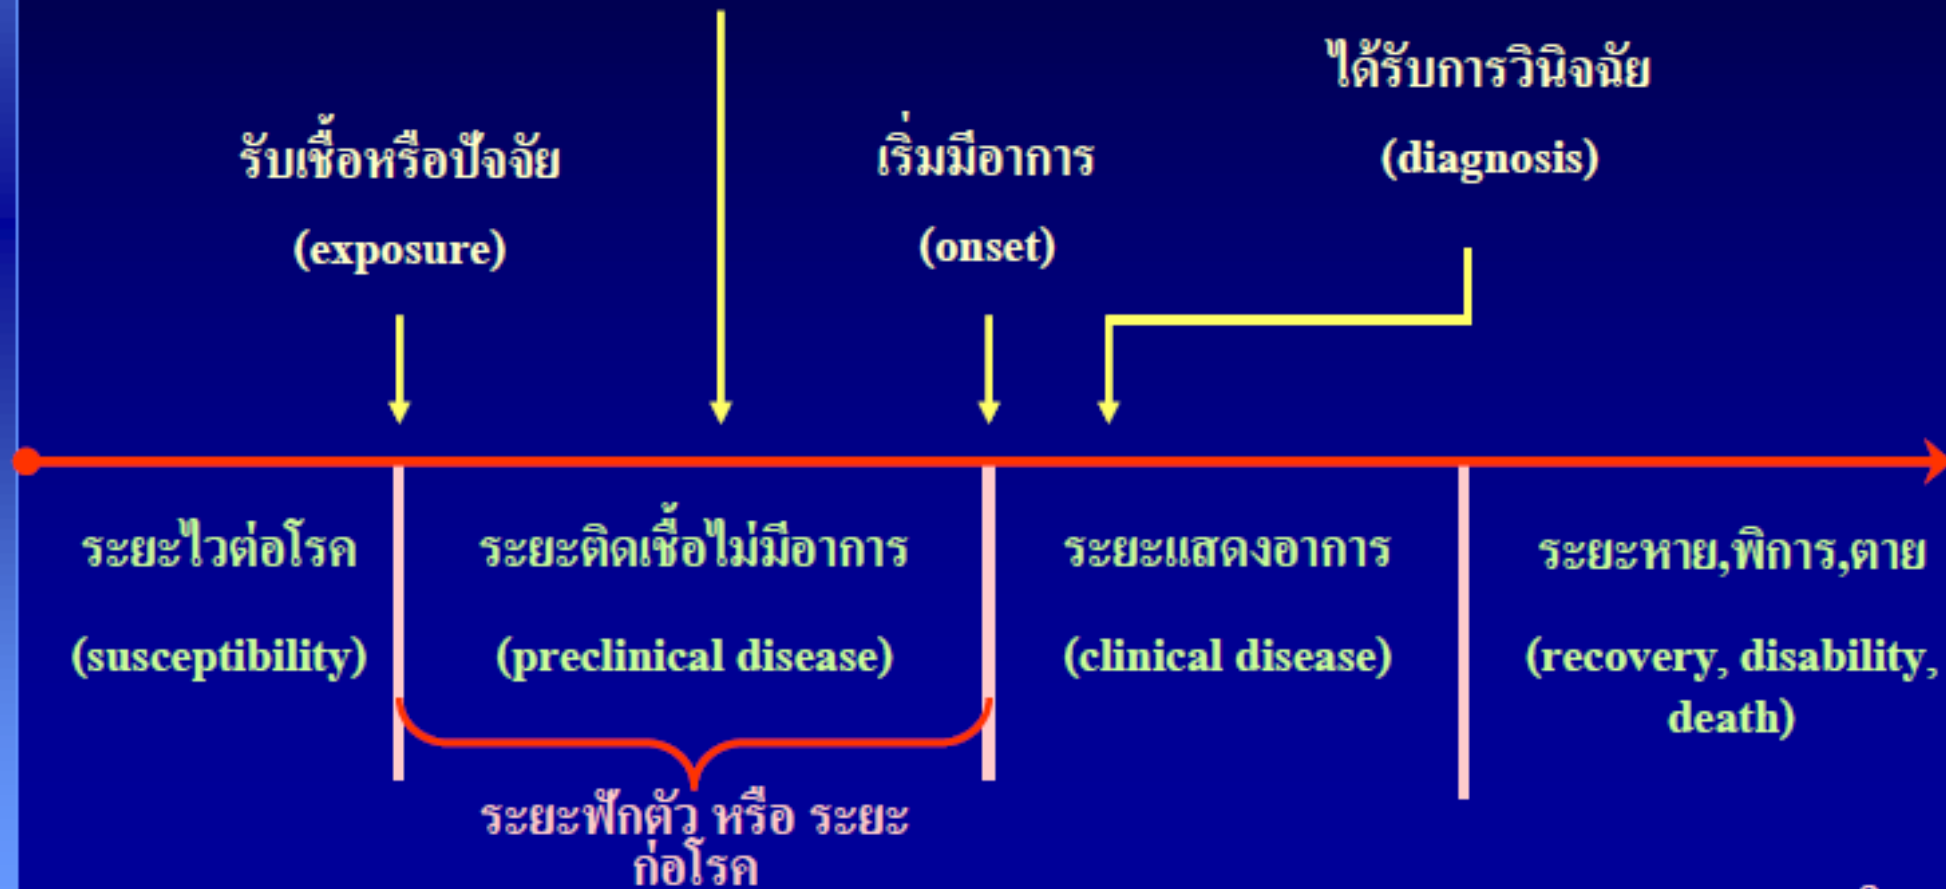 ได้รับการวินิจฉัย
(diagnosis)
รับเชื้อหรือปัจจัย
(exposure)
เริ่มมีอาการ
(onset)
ระยะไวต่อโรค
(susceptibility)
ระยะติดเชื้อไม่มีอาการ
(preclinical disease)
ระยะแสดงอาการ
(clinical disease)
ระยะหาย,พิการ,ตาย
(recovery, disability,
death)
ระยะฟักตัว หรือ ระยะ
ก่อโรค